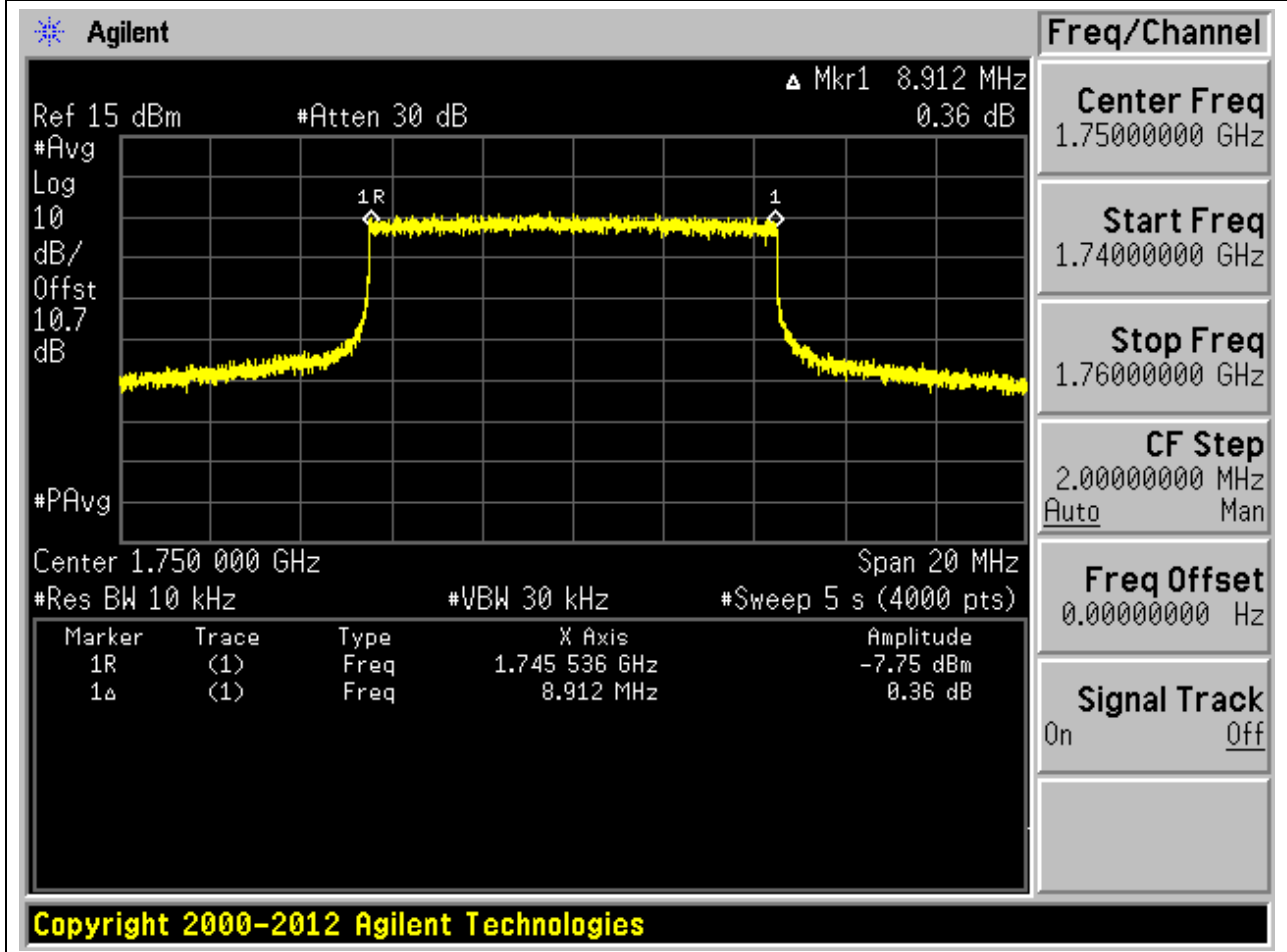 Agilent
Freq/Channel
Δ Mkr1 8.912 MHz
Ref 15 dBm #Atten 30 dB 0.36 dB
#Avg
Log
10
dB/
Offst
10.7
dB
#PAvg
1R
1
Center 1.750 000 GHz Span 20 MHz
#Res BW 10 kHz #VBW 30 kHz #Sweep 5 s (4000 pts)
Marker Trace Type X Axis Amplitude
1R (1) Freq 1.745 536 GHz -7.75 dBm
1Δ (1) Freq 8.912 MHz 0.36 dB
Center Freq
1.75000000 GHz
Start Freq
1.74000000 GHz
Stop Freq
1.76000000 GHz
CF Step
2.00000000 MHz
Auto Man
Freq Offset
0.00000000 Hz
Signal Track
On Off
Copyright 2000-2012 Agilent Technologies